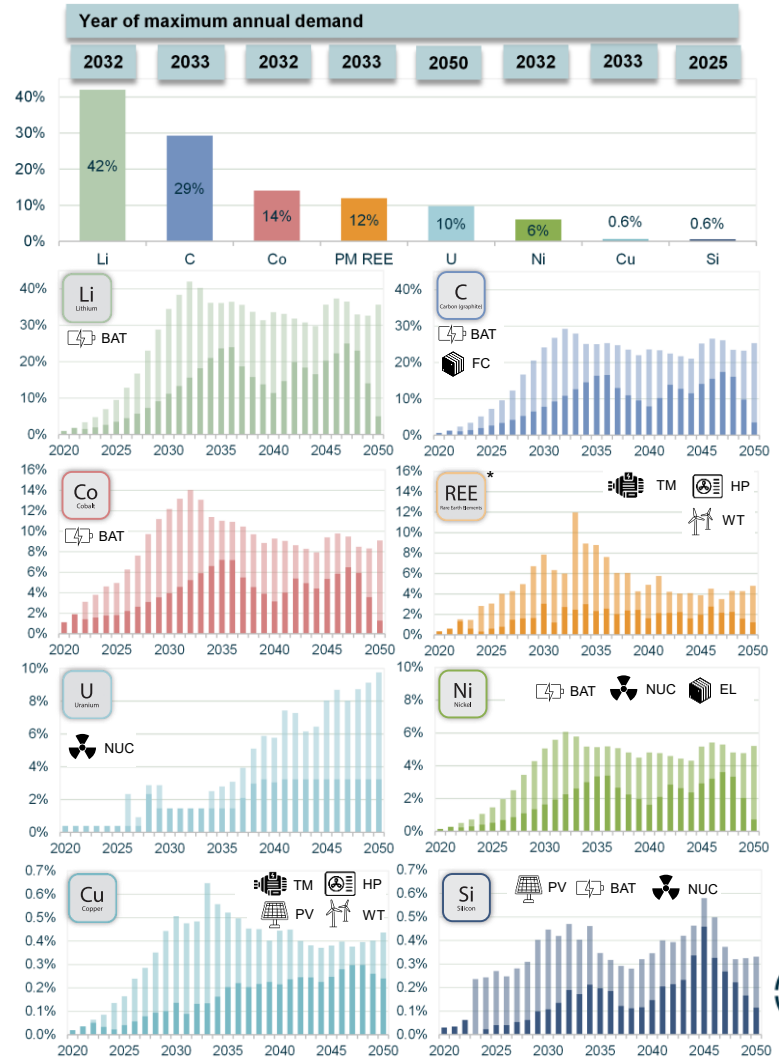 Year of maximum annual demand
2032 2033 2032 2033 2050 2032 2033 2025
40%
30%
20%
10%
0%
42% 29% 14% 12% 10% 6% 0.6% 0.6%
Li C Co PM REE U Ni Cu Si
Li
Lithium
BAT
40%
30%
20%
10%
0%
2020 2025 2030 2035 2040 2045 2050
C
Carbon (graphite)
BAT
FC
40%
30%
20%
10%
0%
2020 2025 2030 2035 2040 2045 2050
Co
Cobalt
BAT
16%
14%
12%
10%
8%
6%
4%
2%
0%
2020 2025 2030 2035 2040 2045 2050
REE *
Rare Earth Elements
TM HP
WT
16%
14%
12%
10%
8%
6%
4%
2%
0%
2020 2025 2030 2035 2040 2045 2050
U
Uranium
NUC
10%
8%
6%
4%
2%
0%
2020 2025 2030 2035 2040 2045 2050
Ni
Nickel
BAT NUC EL
10%
8%
6%
4%
2%
0%
2020 2025 2030 2035 2040 2045 2050
Cu
Copper
TM HP
PV WT
0.7%
0.6%
0.5%
0.4%
0.3%
0.2%
0.1%
0.0%
2020 2025 2030 2035 2040 2045 2050
Si
Silicon
PV BAT NUC
0.7%
0.6%
0.5%
0.4%
0.3%
0.2%
0.1%
0.0%
2020 2025 2030 2035 2040 2045 2050